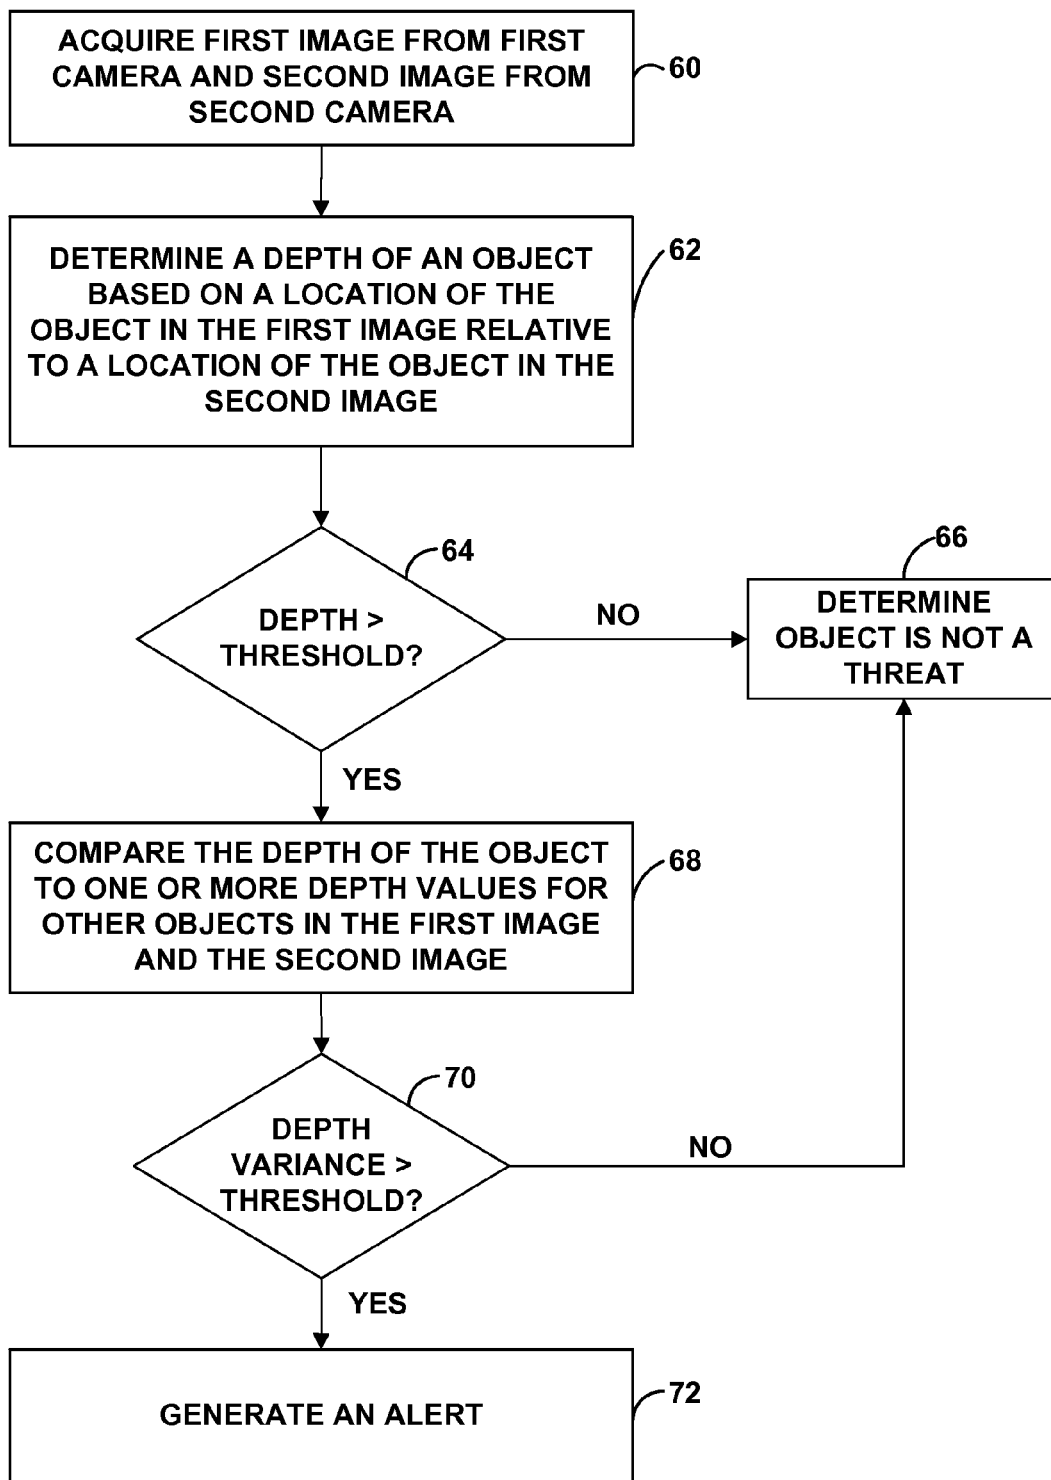 ACQUIRE FIRST IMAGE FROM FIRST
CAMERA AND SECOND IMAGE FROM
SECOND CAMERA
60
DETERMINE A DEPTH OF AN OBJECT
BASED ON A LOCATION OF THE
OBJECT IN THE FIRST IMAGE RELATIVE
TO A LOCATION OF THE OBJECT IN THE
SECOND IMAGE
62
DEPTH >
THRESHOLD?
64
NO
66
DETERMINE
OBJECT IS NOT A
THREAT
YES
COMPARE THE DEPTH OF THE OBJECT
TO ONE OR MORE DEPTH VALUES FOR
OTHER OBJECTS IN THE FIRST IMAGE
AND THE SECOND IMAGE
68
DEPTH
VARIANCE >
THRESHOLD?
70
NO
YES
GENERATE AN ALERT
72